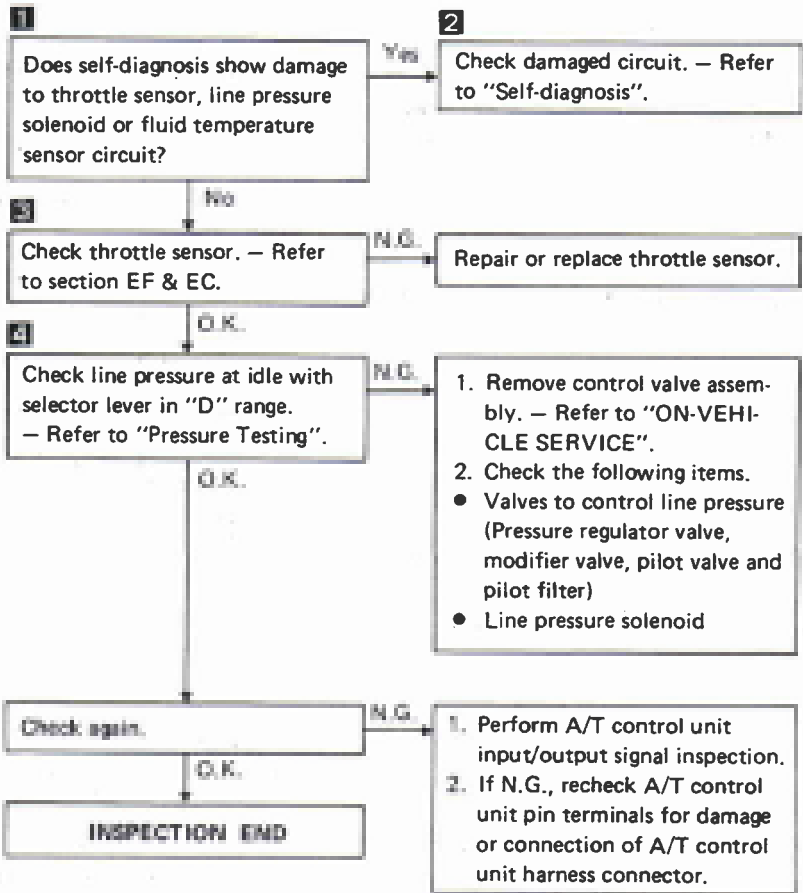 1
Does self-diagnosis show damage
to throttle sensor, line pressure
solenoid or fluid temperature
sensor circuit?
Yes
2
Check damaged circuit. — Refer
to "Self-diagnosis".
No
3
Check throttle sensor. — Refer
to section EF & EC.
N.G.
Repair or replace throttle sensor.
O.K.
4
Check line pressure at idle with
selector lever in "D" range.
— Refer to "Pressure Testing".
N.G.
1. Remove control valve assem-
bly. — Refer to "ON-VEHI-
CLE SERVICE".
2. Check the following items.
● Valves to control line pressure
(Pressure regulator valve,
modifier valve, pilot valve and
pilot filter)
● Line pressure solenoid
O.K.
Check again.
N.G.
1. Perform A/T control unit
input/output signal inspection.
2. If N.G., recheck A/T control
unit pin terminals for damage
or connection of A/T control
unit harness connector.
O.K.
INSPECTION END